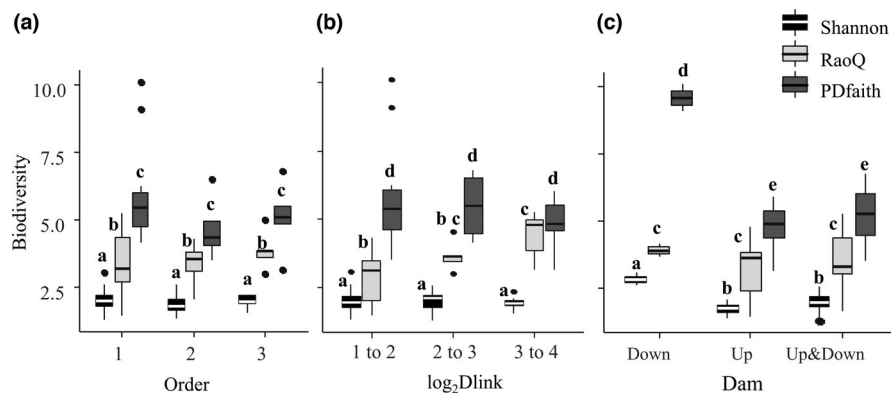 (a)
(b)
(c)
Shannon
RaoQ
PDfaith
Biodiversity
10.0
7.5
5.0
2.5
a
b
c
a
b
c
a
b
c
1
2
3
Order
a
b
d
a
b c
d
a
c
d
1 to 2
2 to 3
3 to 4
log₂Dlink
a
c
d
b
c
e
b
c
e
Down
Up
Up&Down
Dam